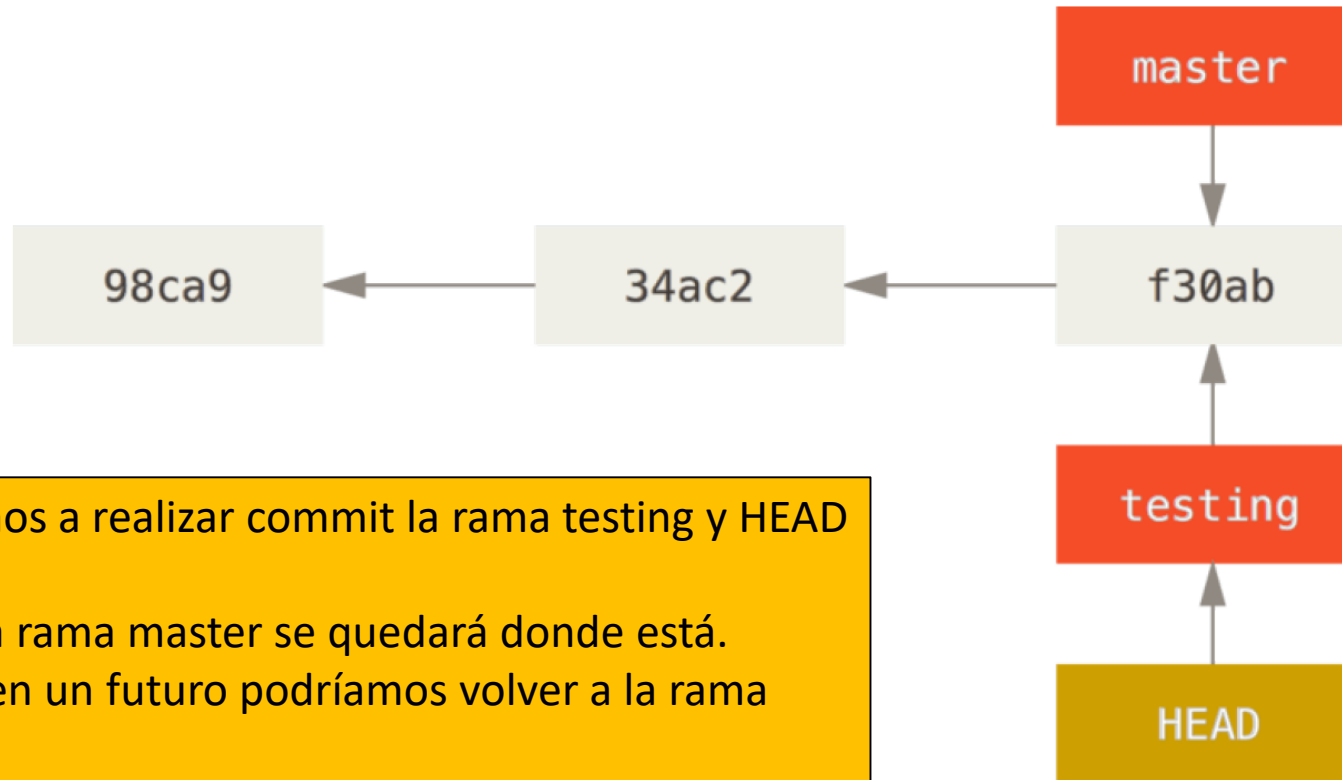 master
98ca9 34ac2 f30ab
testing
os a realizar commit la rama testing y HEAD
rama master se quedará donde está.
en un futuro podríamos volver a la rama
HEAD